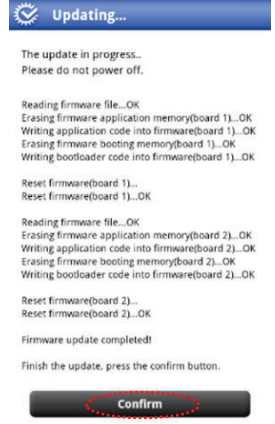 Updating...
The update in progress..
Please do not power off.
Reading firmware file...OK
Erasing firmware application memory(board 1)...OK
Writing application code into firmware(board 1)...OK
Erasing firmware booting memory(board 1)...OK
Writing bootloader code into firmware(board 1)...OK
Reset firmware(board 1)...
Reset firmware(board 1)...OK
Reading firmware file...OK
Erasing firmware application memory(board 2)...OK
Writing application code into firmware(board 2)...OK
Erasing firmware booting memory(board 2)...OK
Writing bootloader code into firmware(board 2)...OK
Reset firmware(board 2)...
Reset firmware(board 2)...OK
Firmware update completed!
Finish the update, press the confirm button.
Confirm